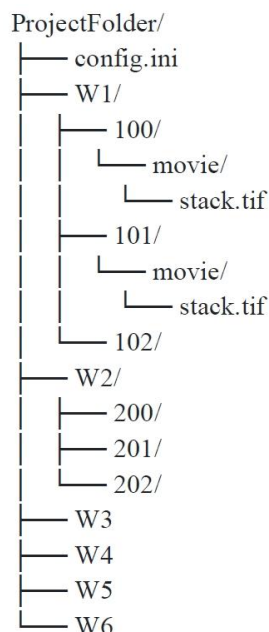 ProjectFolder/
├── config.ini
├── W1/
│   ├── 100/
│   │   └── movie/
│   │       └── stack.tif
│   ├── 101/
│   │   └── movie/
│   │       └── stack.tif
│   └── 102/
├── W2/
│   ├── 200/
│   ├── 201/
│   └── 202/
├── W3
├── W4
├── W5
└── W6